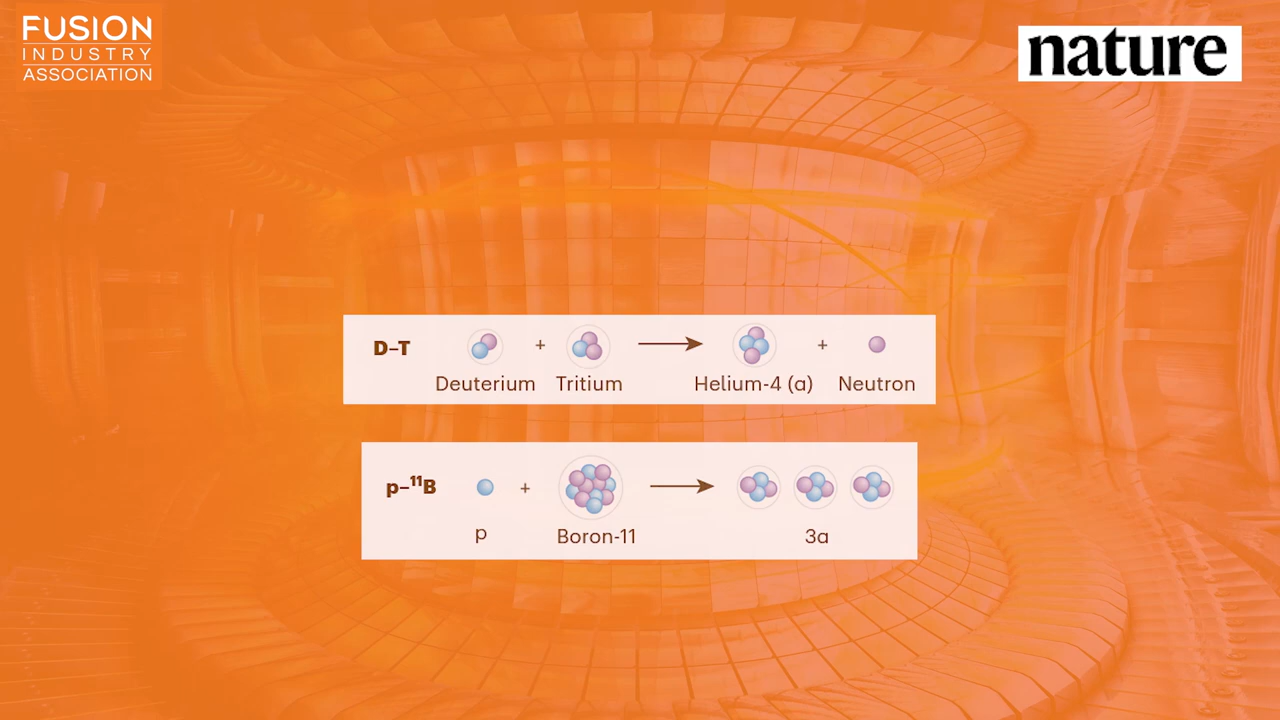 FUSION
INDUSTRY
ASSOCIATION
nature
D–T + +
Deuterium Tritium Helium-4 (α) Neutron
p–¹¹B +
p Boron-11 3α